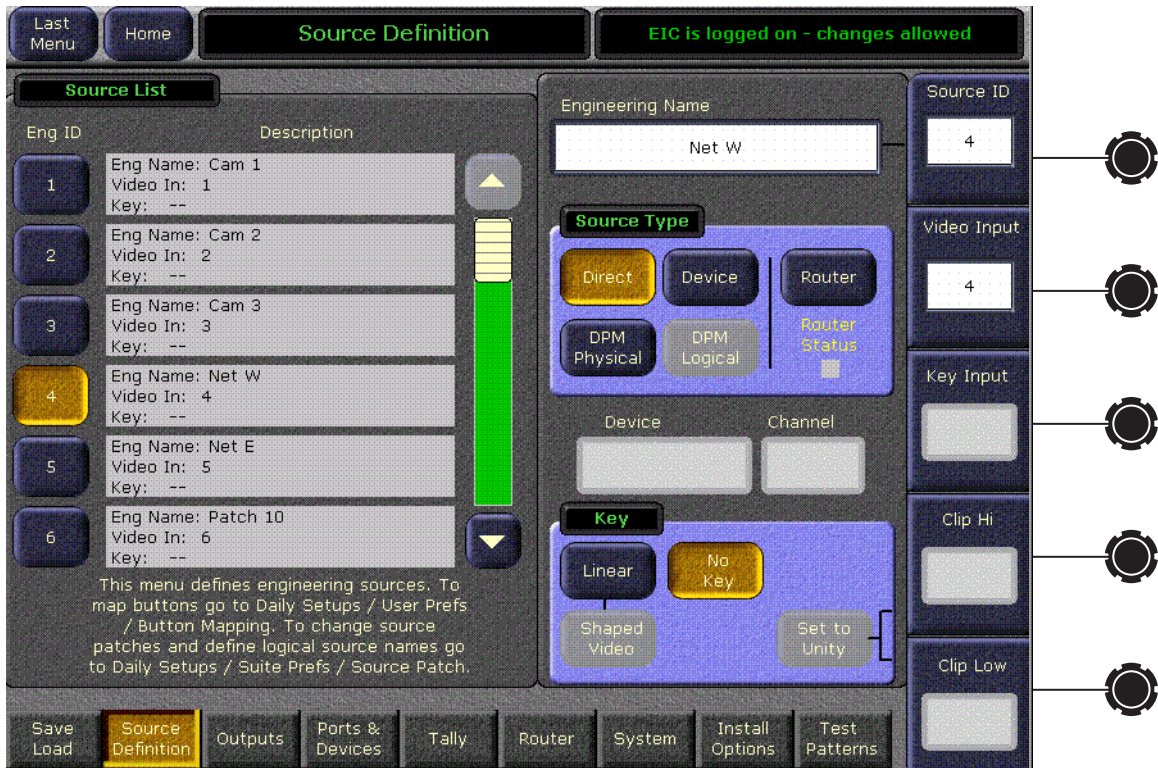 Last
Menu
Home
Source Definition
EIC is logged on - changes allowed
Source List
Eng ID
Description
1
Eng Name: Cam 1
Video In: 1
Key: --
2
Eng Name: Cam 2
Video In: 2
Key: --
3
Eng Name: Cam 3
Video In: 3
Key: --
4
Eng Name: Net W
Video In: 4
Key: --
5
Eng Name: Net E
Video In: 5
Key: --
6
Eng Name: Patch 10
Video In: 6
Key: --
This menu defines engineering sources. To
map buttons go to Daily Setups / User Prefs
/ Button Mapping. To change source
patches and define logical source names go
to Daily Setups / Suite Prefs / Source Patch.
Engineering Name
Net W
Source Type
Direct
Device
Router
DPM
Physical
DPM
Logical
Router
Status
Device
Channel
Key
Linear
No
Key
Shaped
Video
Set to
Unity
Source ID
4
Video Input
4
Key Input
Clip Hi
Clip Low
Save
Load
Source
Definition
Outputs
Ports &
Devices
Tally
Router
System
Install
Options
Test
Patterns